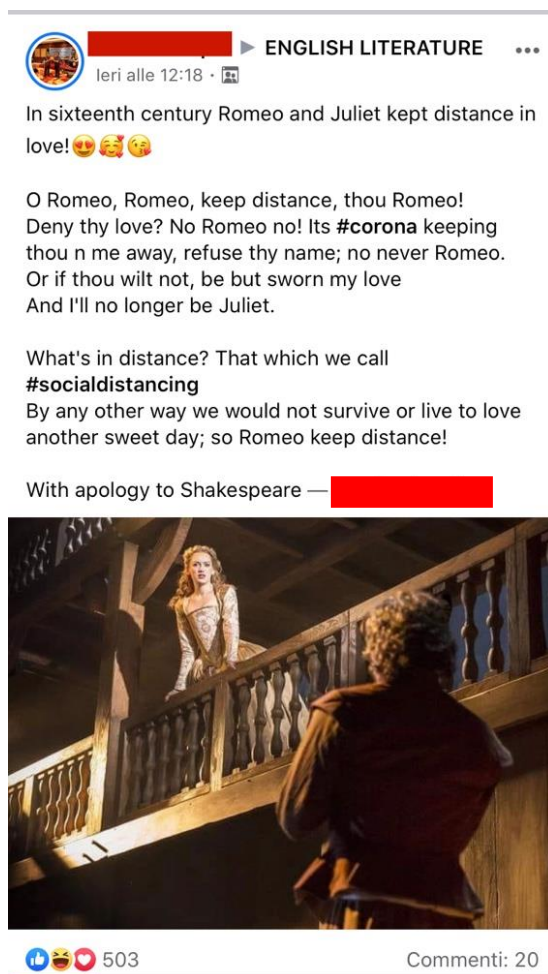 ENGLISH LITERATURE
Ieri alle 12:18 ·
In sixteenth century Romeo and Juliet kept distance in
love!😍🥰😘
O Romeo, Romeo, keep distance, thou Romeo!
Deny thy love? No Romeo no! Its #corona keeping
thou n me away, refuse thy name; no never Romeo.
Or if thou wilt not, be but sworn my love
And I'll no longer be Juliet.
What's in distance? That which we call
#socialdistancing
By any other way we would not survive or live to love
another sweet day; so Romeo keep distance!
With apology to Shakespeare —
503
Commenti: 20